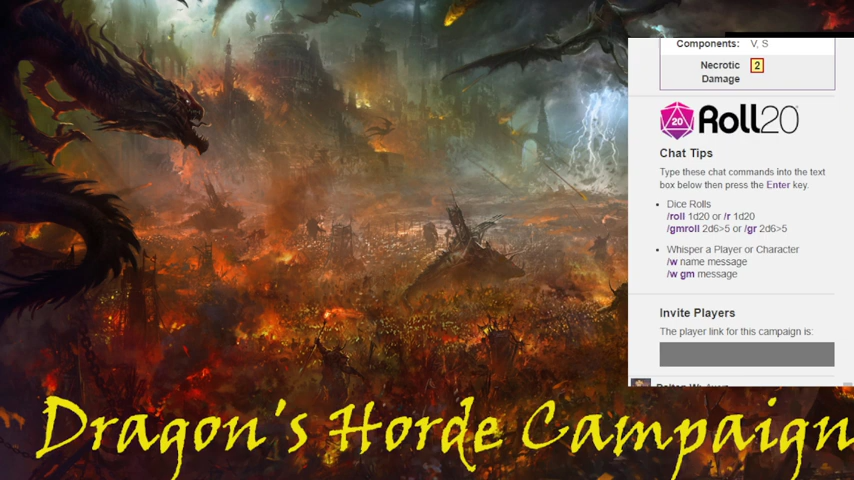 Components: V, S
Necrotic 2
Damage
20 Roll20
Chat Tips
Type these chat commands into the text
box below then press the Enter key.
Dice Rolls
/roll 1d20 or /r 1d20
/gmroll 2d6>5 or /gr 2d6>5
Whisper a Player or Character
/w name message
/w gm message
Invite Players
The player link for this campaign is:
Dragon's Horde Campaign